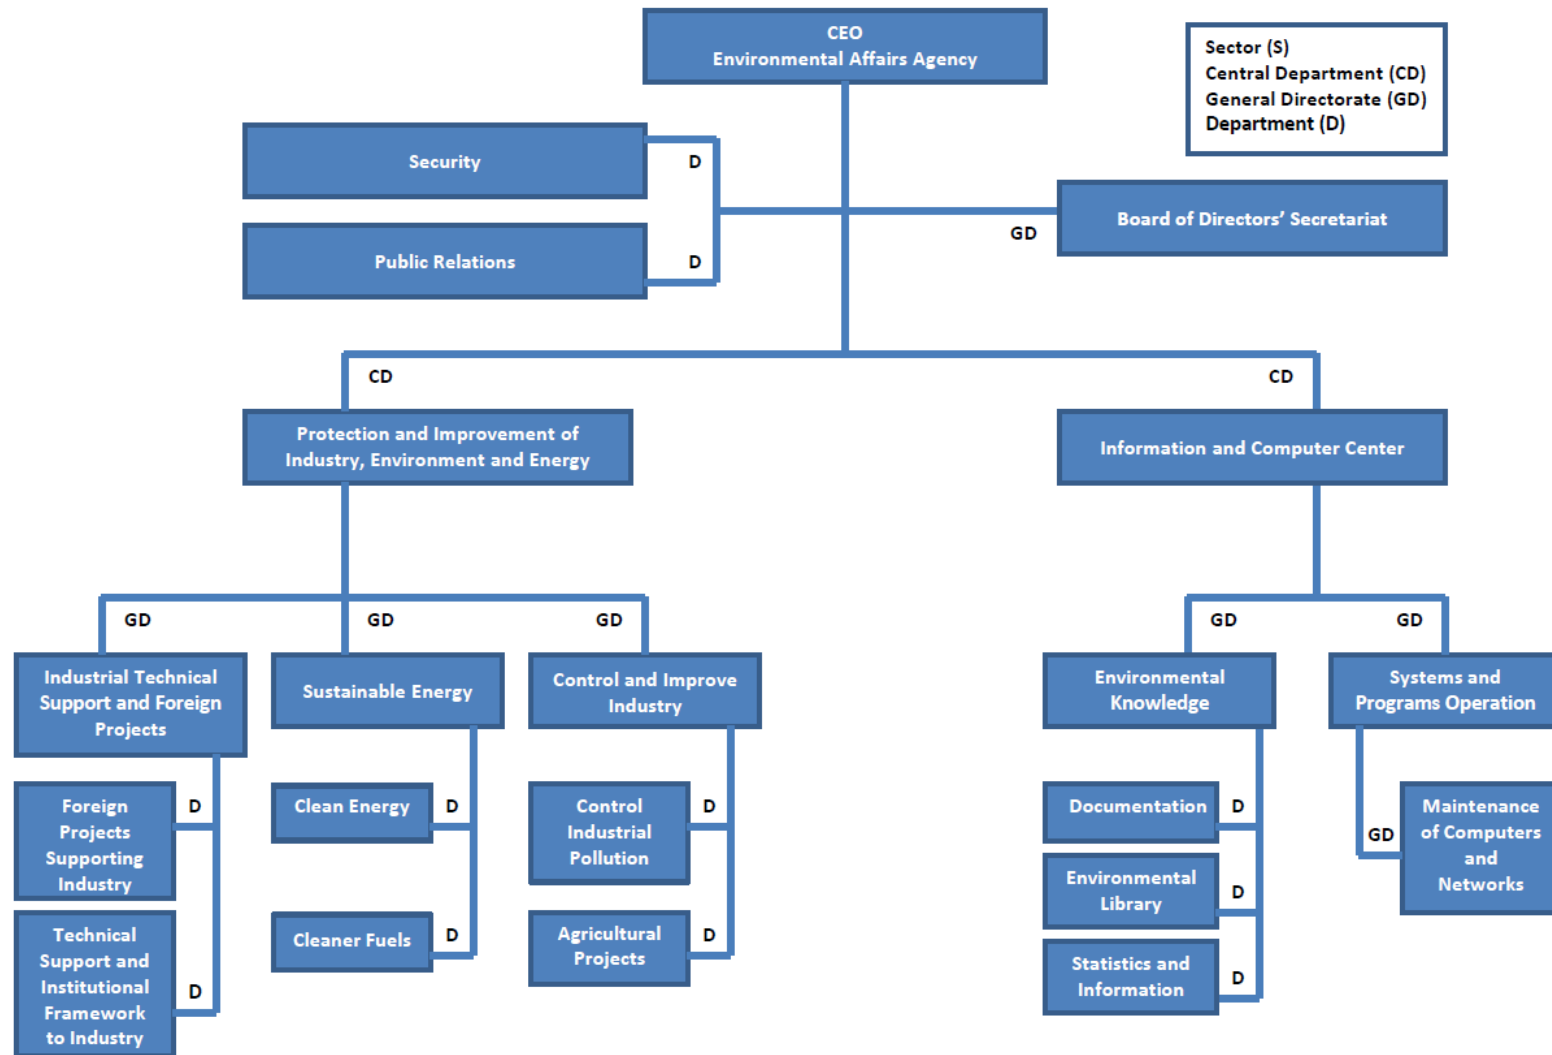 CEO
Environmental Affairs Agency
Sector (S)
Central Department (CD)
General Directorate (GD)
Department (D)
Security
D
Board of Directors’ Secretariat
GD
Public Relations
D
CD
CD
Protection and Improvement of
Industry, Environment and Energy
Information and Computer Center
GD
GD
GD
GD
GD
Industrial Technical
Support and Foreign
Projects
Sustainable Energy
Control and Improve
Industry
Environmental
Knowledge
Systems and
Programs Operation
Foreign
Projects
Supporting
Industry
D
Technical
Support and
Institutional
Framework
to Industry
D
Clean Energy
D
Cleaner Fuels
D
Control
Industrial
Pollution
D
Agricultural
Projects
D
Documentation
D
Environmental
Library
D
Statistics and
Information
D
GD
Maintenance
of Computers
and
Networks